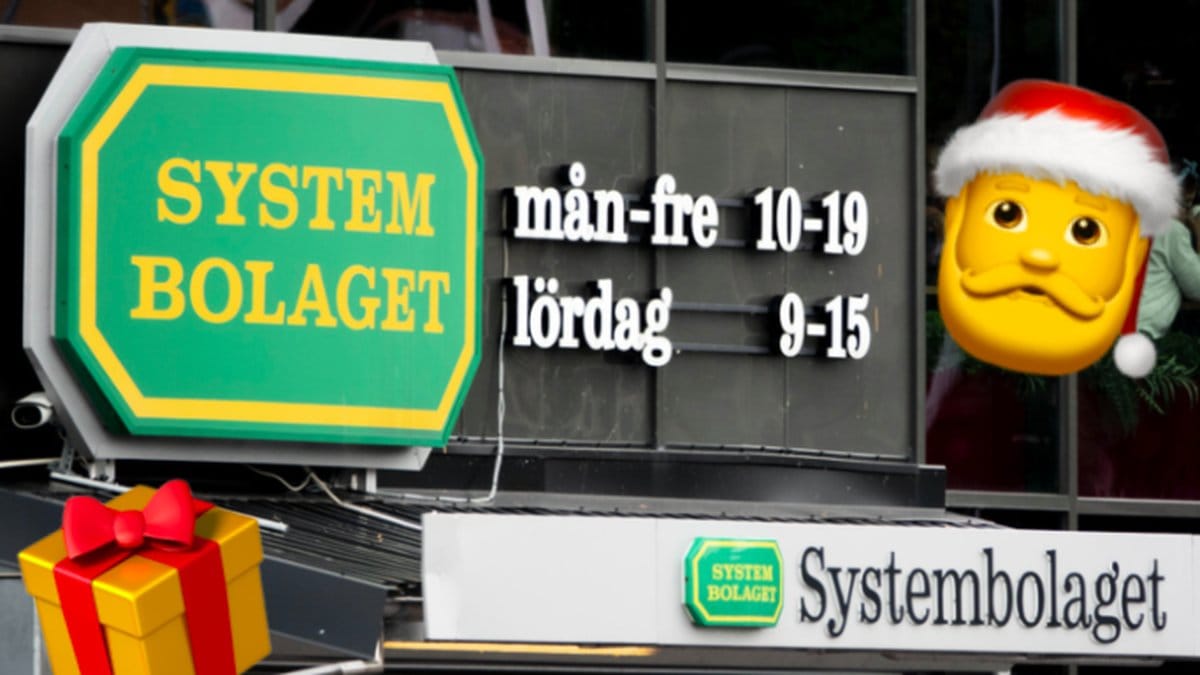 SYSTEM
BOLAGET
mån-fre 10-19
lördag 9-15
SYSTEM
BOLAGET
Systembolaget